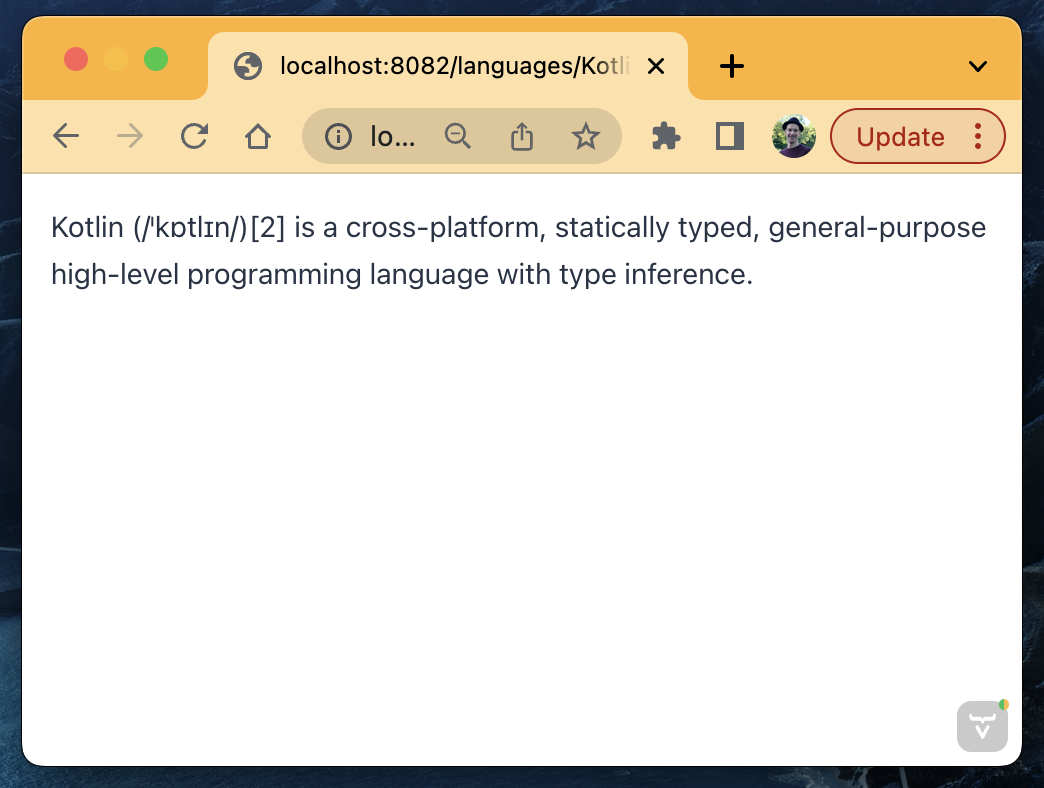 localhost:8082/languages/Kotli
lo...
Update
Kotlin (/ˈkɒtlɪn/)[2] is a cross-platform, statically typed, general-purpose
high-level programming language with type inference.